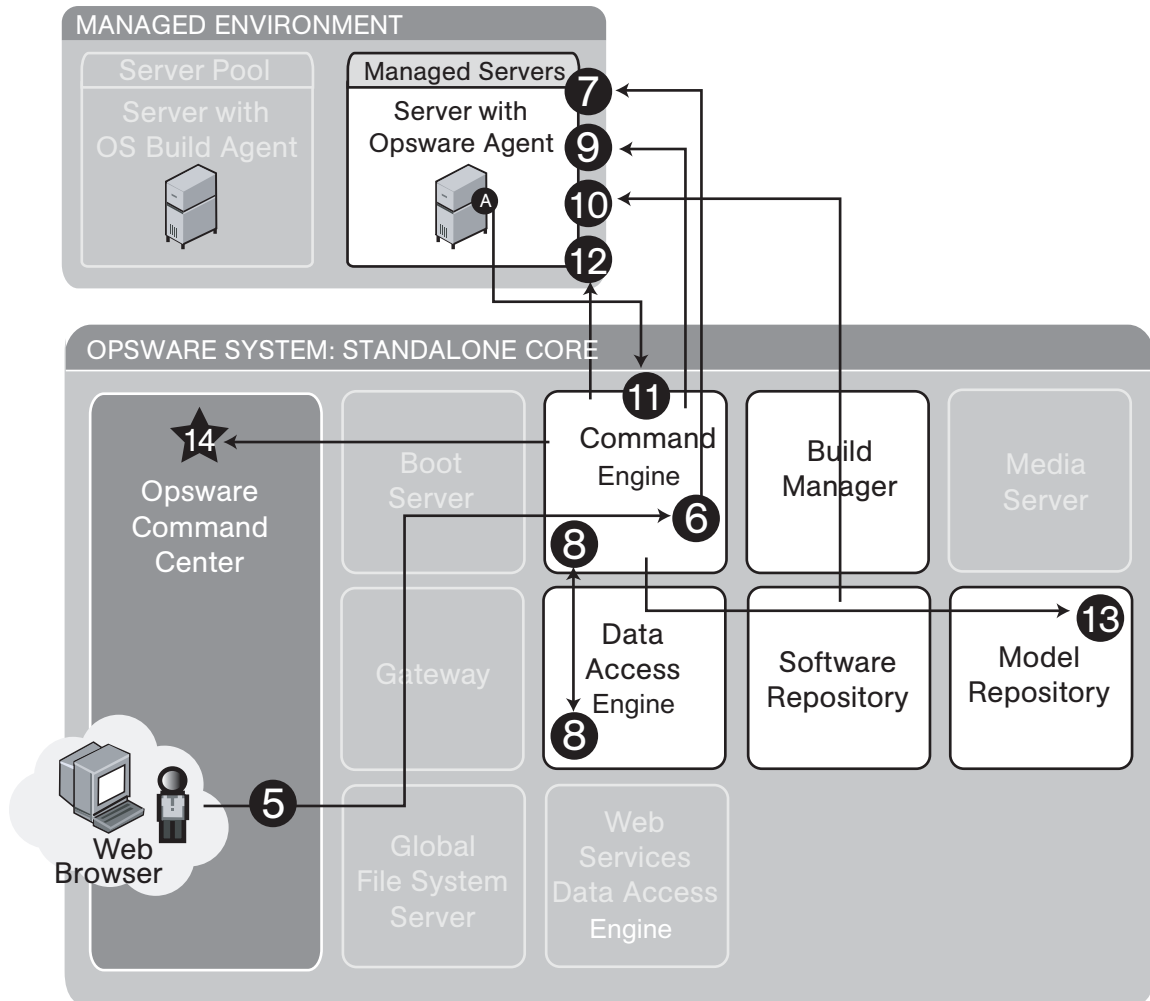 MANAGED ENVIRONMENT
Server Pool
Server with
OS Build Agent
Managed Servers
Server with
Opsware Agent
A
7
9
10
12
OPSWARE SYSTEM: STANDALONE CORE
14
Opsware
Command
Center
Boot
Server
11
Command
Engine
6
8
Build
Manager
Media
Server
Gateway
Data
Access
Engine
8
Software
Repository
13
Model
Repository
5
Web
Browser
Global
File System
Server
Web
Services
Data Access
Engine